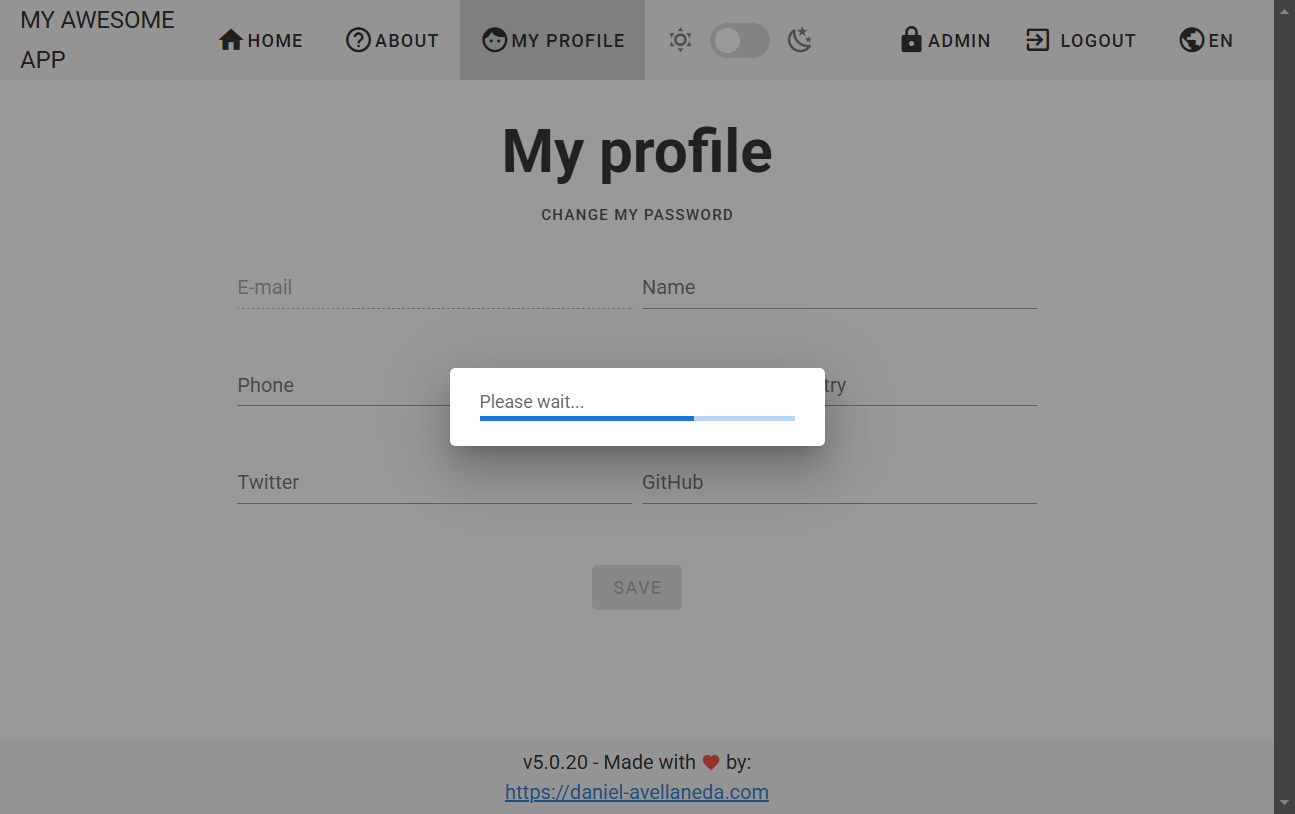 MY AWESOME
APP
HOME
ABOUT
MY PROFILE
ADMIN
LOGOUT
EN
My profile
CHANGE MY PASSWORD
E-mail
Name
Phone
try
Please wait...
Twitter
GitHub
SAVE
v5.0.20 - Made with by:
https://daniel-avellaneda.com